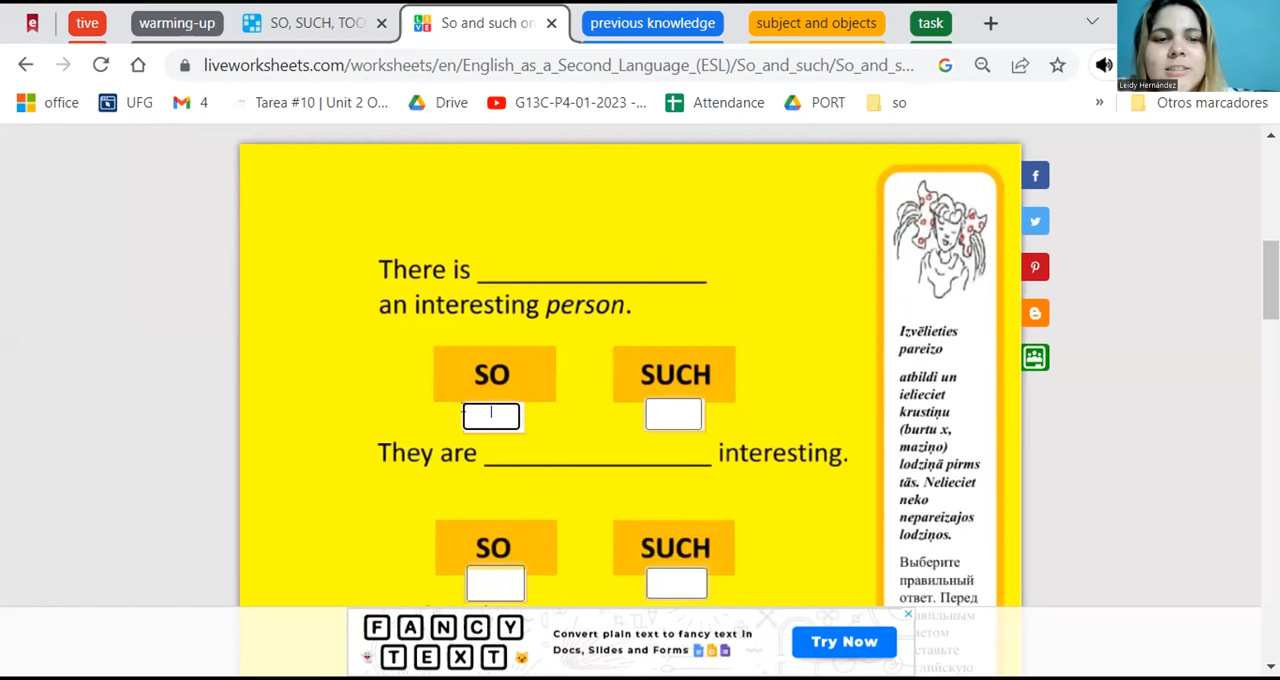 tive
warming-up
SO, SUCH, TOO
So and such on
previous knowledge
subject and objects
task
liveworksheets.com/worksheets/en/English_as_a_Second_Language_(ESL)/So_and_such/So_and_s...
office
UFG
4
Tarea #10 | Unit 2 O...
Drive
G13C-P4-01-2023 -...
Attendance
PORT
so
»
Otros marcadores
Leidy Hernández
There is ________________
an interesting person.
SO
SUCH
They are ________________ interesting.
SO
SUCH
Izvēlieties
pareizo
atbildi un
ielieciet
krustiņu
(burtu x,
maziņo)
lodziņā pirms
tās. Nelieciet
neko
nepareizajos
lodziņos.
Выберите
правильный
ответ. Перед
FANCY
TEXT
Convert plain text to fancy text in
Docs, Slides and Forms
Try Now